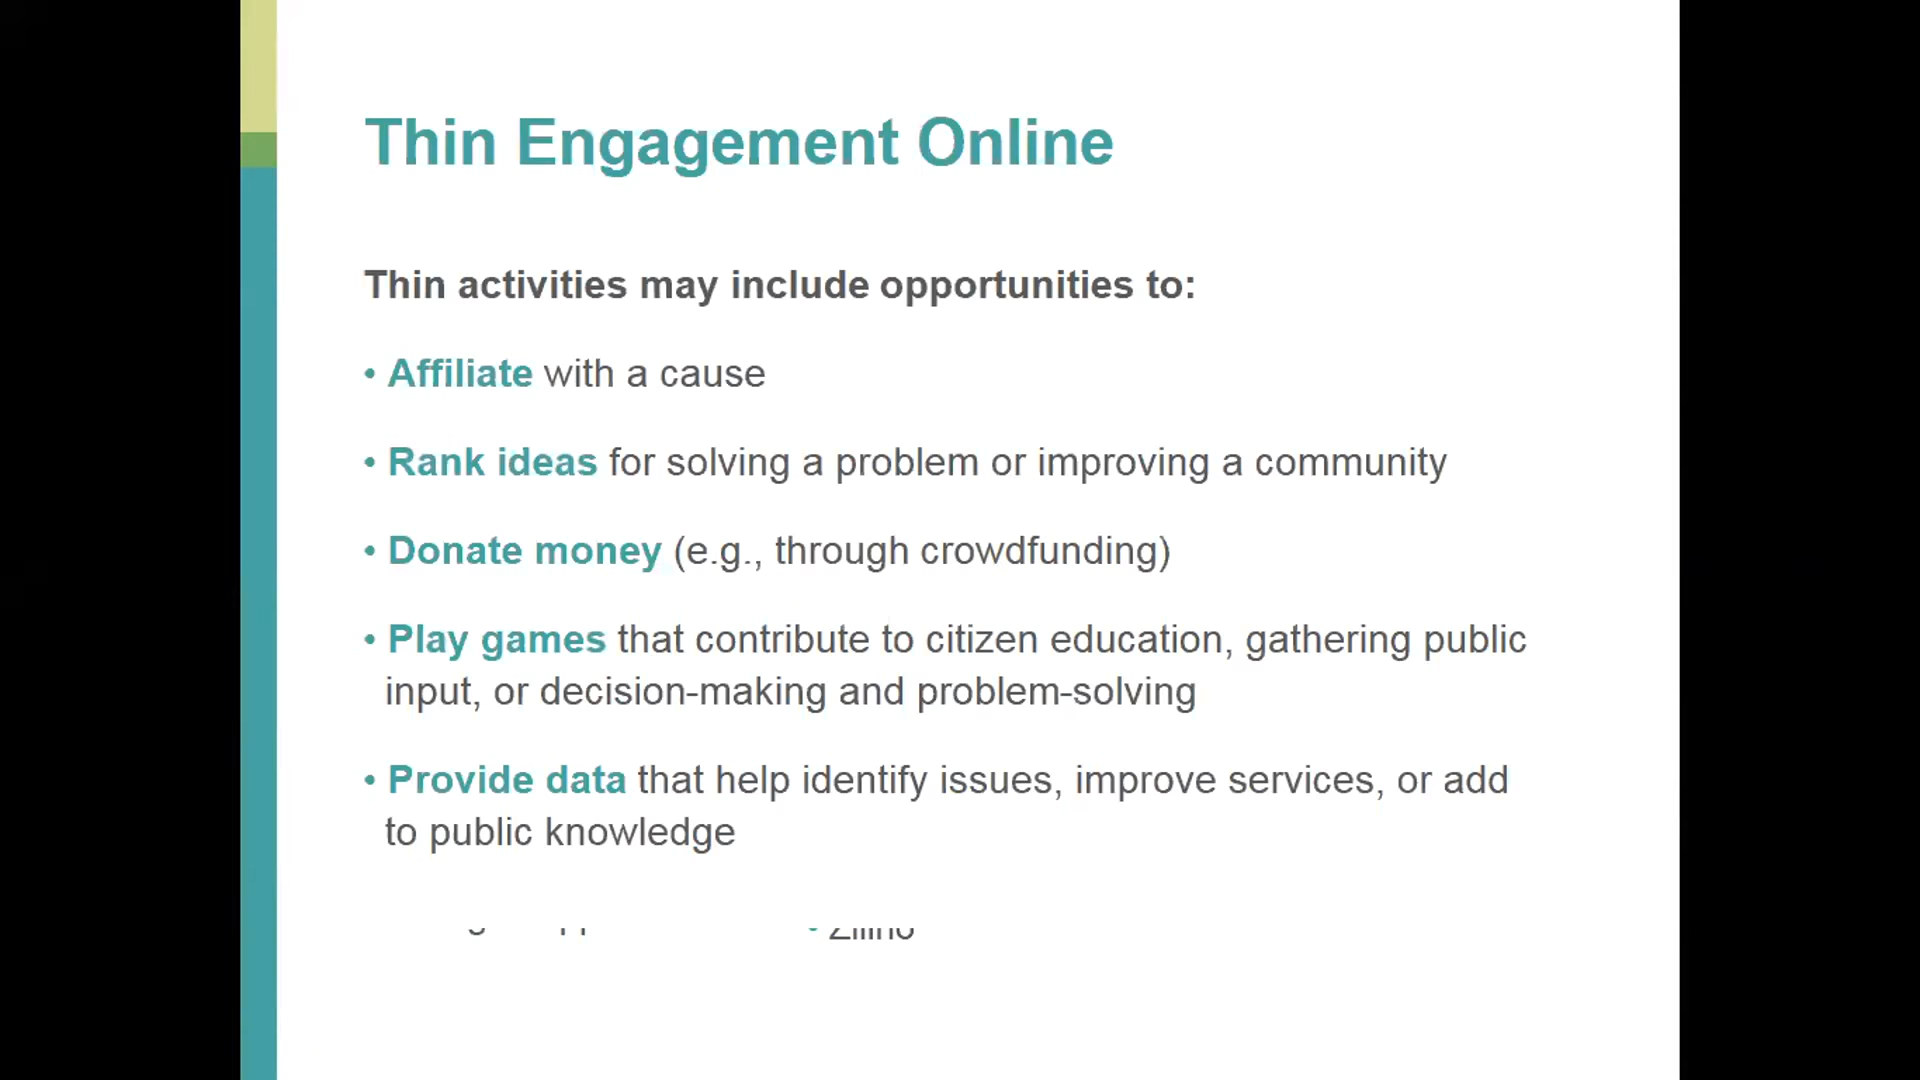 Thin Engagement Online
Thin activities may include opportunities to:
• Affiliate with a cause
• Rank ideas for solving a problem or improving a community
• Donate money (e.g., through crowdfunding)
• Play games that contribute to citizen education, gathering public
input, or decision-making and problem-solving
• Provide data that help identify issues, improve services, or add
to public knowledge